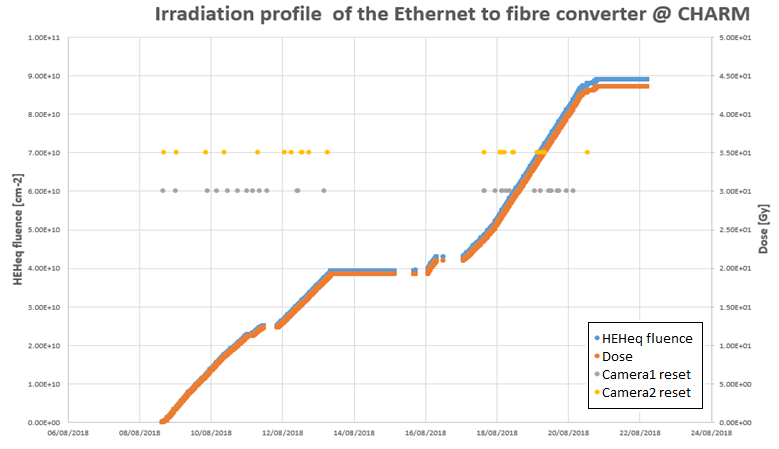 Irradiation profile of the Ethernet to fibre converter @ CHARM
1.00E+11
9.00E+10
8.00E+10
7.00E+10
6.00E+10
5.00E+10
4.00E+10
3.00E+10
2.00E+10
1.00E+10
0.00E+00
HEHeq fluence [cm-2]
5.00E+01
4.50E+01
4.00E+01
3.50E+01
3.00E+01
2.50E+01
2.00E+01
1.50E+01
1.00E+01
5.00E+00
0.00E+00
Dose [Gy]
HEHeq fluence
Dose
Camera1 reset
Camera2 reset
06/08/2018 08/08/2018 10/08/2018 12/08/2018 14/08/2018 16/08/2018 18/08/2018 20/08/2018 22/08/2018 24/08/2018